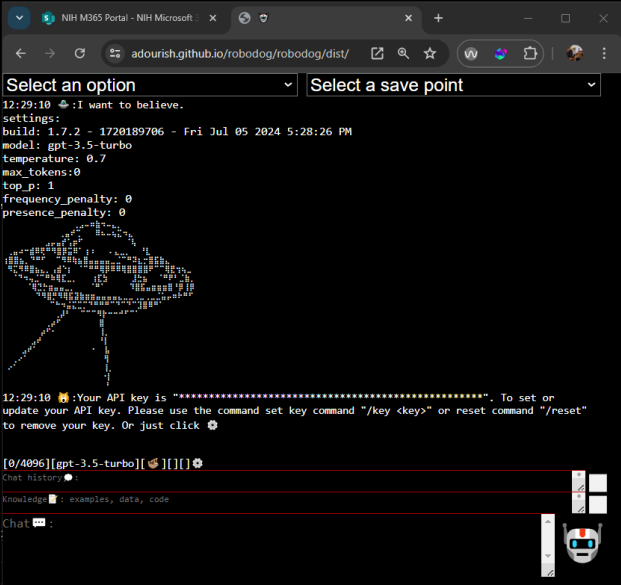 NIH M365 Portal - NIH Microsoft 3
adourish.github.io/robodog/robodog/dist/
Select an option
Select a save point
12:29:10 🛸:I want to believe.
settings:
build: 1.7.2 - 1720189706 - Fri Jul 05 2024 5:28:26 PM
model: gpt-3.5-turbo
temperature: 0.7
max_tokens:0
top_p: 1
frequency_penalty: 0
presence_penalty: 0
12:29:10 🙀:Your API key is "**************************************************". To set or
update your API key. Please use the command set key command "/key <key>" or reset command "/reset"
to remove your key. Or just click ⚙️
[0/4096][gpt-3.5-turbo][🦥][][]⚙️
Chat history💭:
Knowledge📝: examples, data, code
Chat💬: